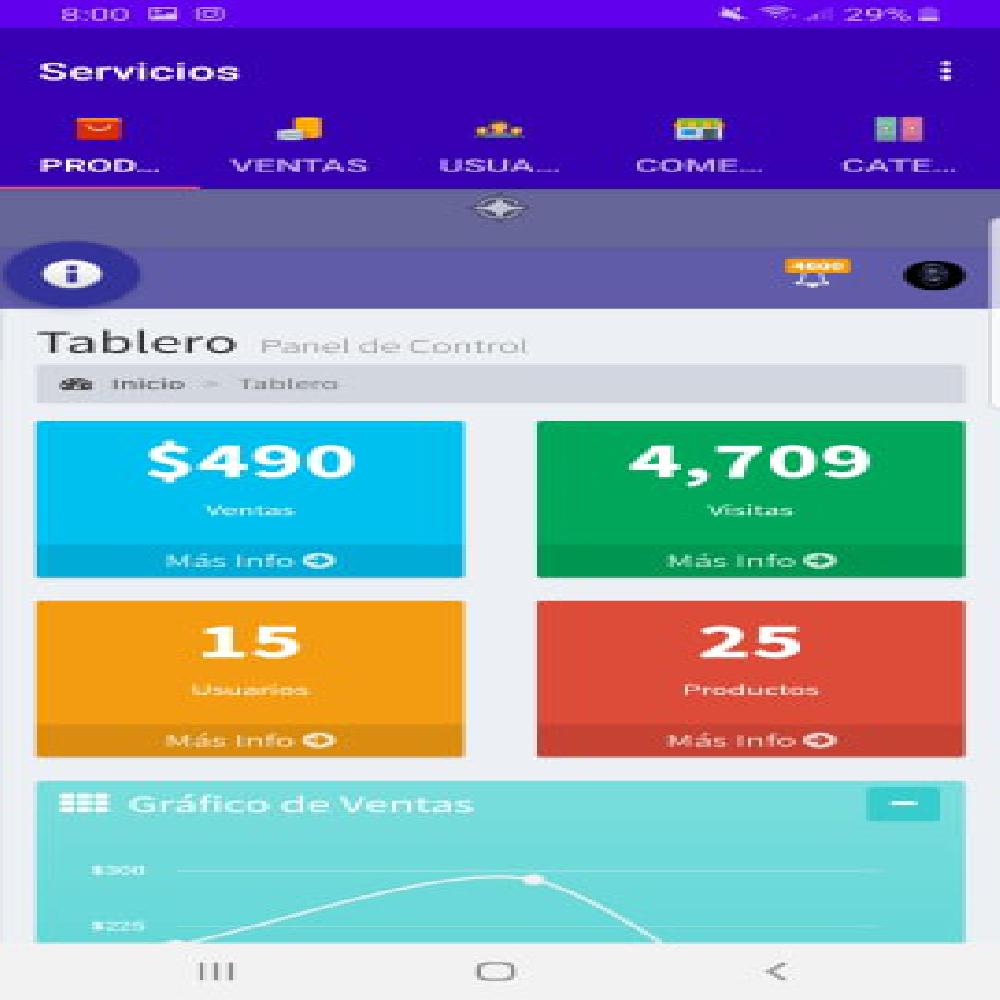 8:00 29%
Servicios
PROD... VENTAS USUA... COME... CATE...
Tablero Panel de Control
Inicio > Tablero
$490 4,709
Ventas Visitas
Más Info Más Info
15 25
Usuarios Productos
Más Info Más Info
Gráfico de Ventas
$300
$225